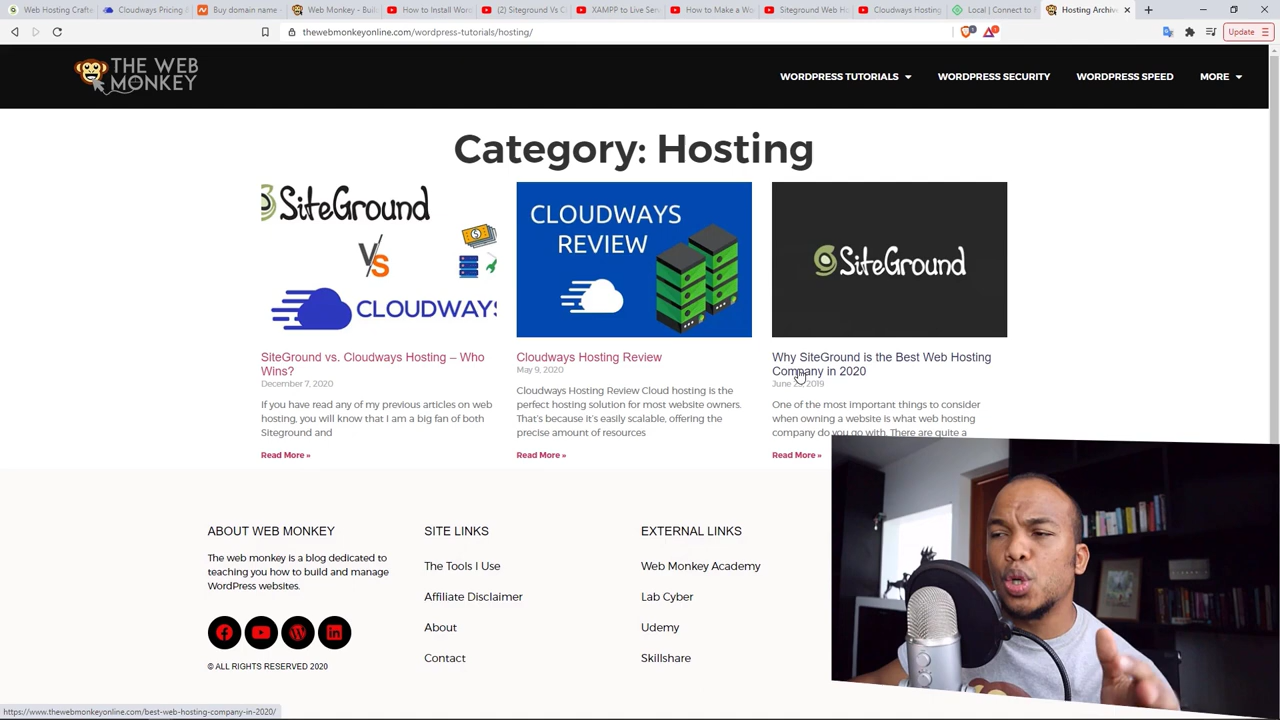 Web Hosting Crafte
Cloudways Pricing
Buy domain name -
Web Monkey - Buil
How to Install Wor
(2) Siteground Vs C
XAMPP to Live Ser
How to Make a Wo
Siteground Web Ho
Cloudways Hosting
Local | Connect to
Hosting Archive
thewebmonkeyonline.com/wordpress-tutorials/hosting/
Update
THE WEB
MONKEY
WORDPRESS TUTORIALS
WORDPRESS SECURITY
WORDPRESS SPEED
MORE
Category: Hosting
SiteGround
VS
CLOUDWAYS
CLOUDWAYS
REVIEW
SiteGround
SiteGround vs. Cloudways Hosting – Who
Wins?
December 7, 2020
If you have read any of my previous articles on web
hosting, you will know that I am a big fan of both
Siteground and
Read More »
Cloudways Hosting Review
May 9, 2020
Cloudways Hosting Review Cloud hosting is the
perfect hosting solution for most website owners.
That's because it's easily scalable, offering the
precise amount of resources
Read More »
Why SiteGround is the Best Web Hosting
Company in 2020
June 2019
One of the most important things to consider
when owning a website is what web hosting
company do you go with. There are quite a
Read More »
ABOUT WEB MONKEY
The web monkey is a blog dedicated to
teaching you how to build and manage
WordPress websites.
© ALL RIGHTS RESERVED 2020
SITE LINKS
The Tools I Use
Affiliate Disclaimer
About
Contact
EXTERNAL LINKS
Web Monkey Academy
Lab Cyber
Udemy
Skillshare
https://www.thewebmonkeyonline.com/best-web-hosting-company-in-2020/